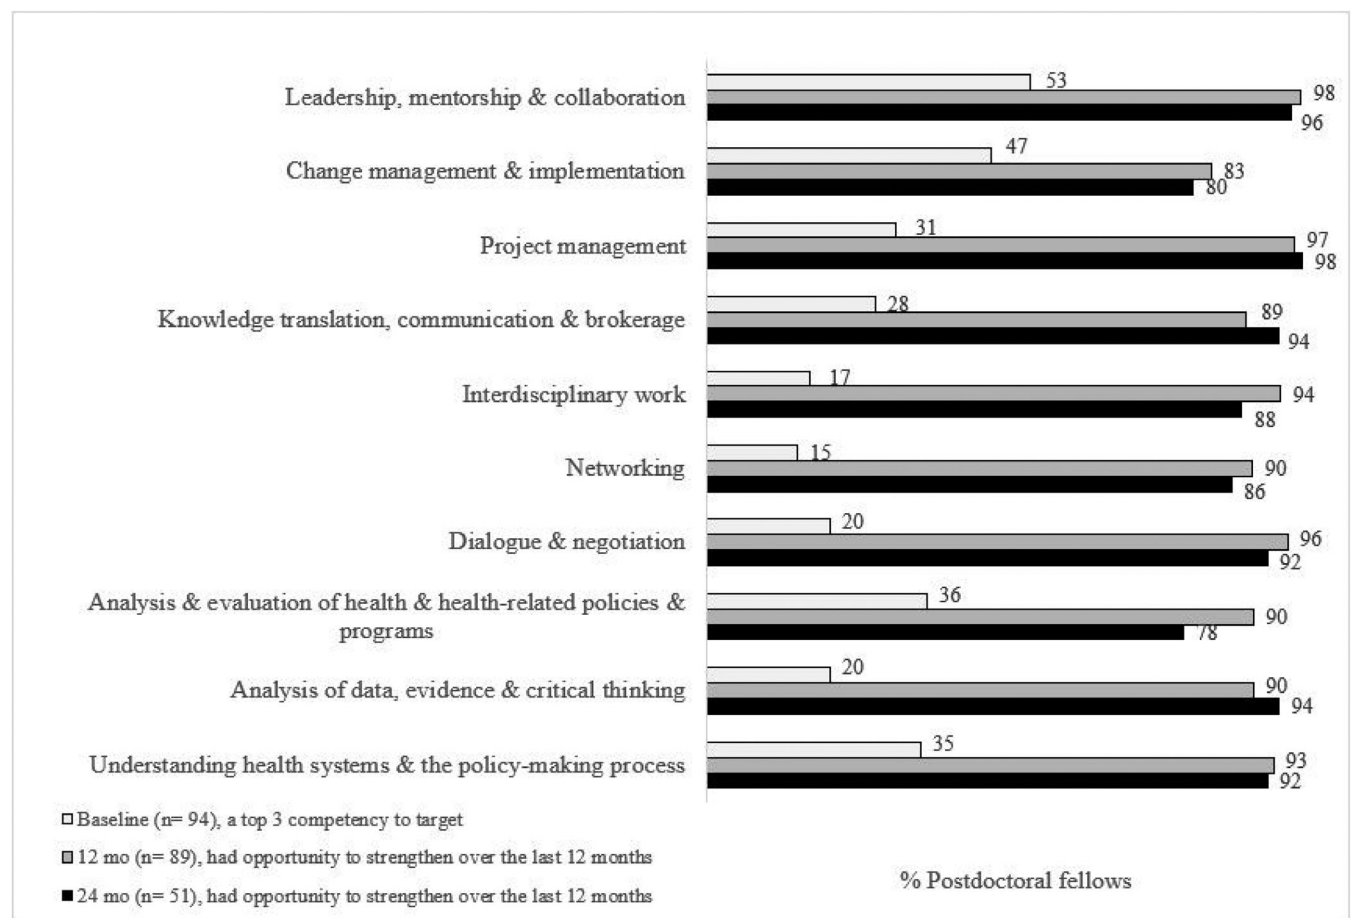 Leadership, mentorship & collaboration
53
98
96
Change management & implementation
47
83
80
Project management
31
97
98
Knowledge translation, communication & brokerage
28
89
94
Interdisciplinary work
17
94
88
Networking
15
90
86
Dialogue & negotiation
20
96
92
Analysis & evaluation of health & health-related policies &
programs
36
90
78
Analysis of data, evidence & critical thinking
20
90
94
Understanding health systems & the policy-making process
35
93
92
Baseline (n= 94), a top 3 competency to target
12 mo (n= 89), had opportunity to strengthen over the last 12 months
24 mo (n= 51), had opportunity to strengthen over the last 12 months
% Postdoctoral fellows